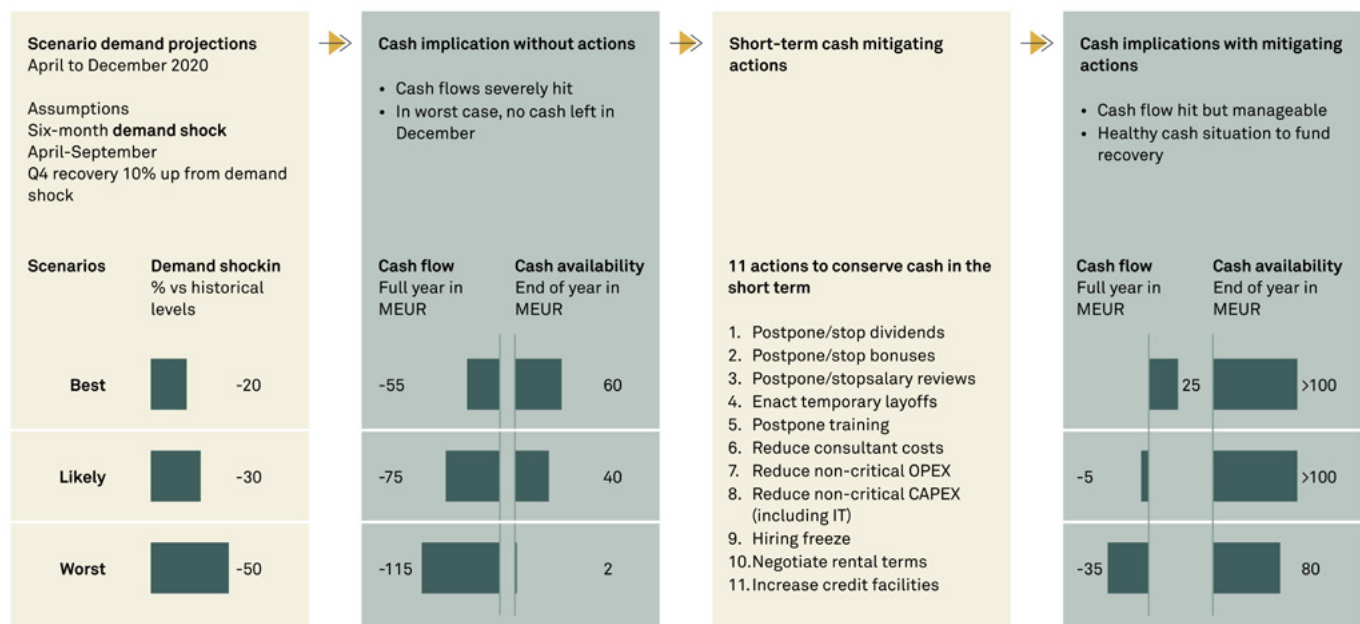 Scenario demand projections
April to December 2020
Assumptions
Six-month demand shock
April-September
Q4 recovery 10% up from demand
shock
Scenarios
Demand shockin
% vs historical
levels
Best
-20
Likely
-30
Worst
-50
Cash implication without actions
• Cash flows severely hit
• In worst case, no cash left in
December
Cash flow
Full year in
MEUR
Cash availability
End of year in
MEUR
-55
60
-75
40
-115
2
Short-term cash mitigating
actions
11 actions to conserve cash in the
short term
1. Postpone/stop dividends
2. Postpone/stop bonuses
3. Postpone/stopsalary reviews
4. Enact temporary layoffs
5. Postpone training
6. Reduce consultant costs
7. Reduce non-critical OPEX
8. Reduce non-critical CAPEX
(including IT)
9. Hiring freeze
10.Negotiate rental terms
11.Increase credit facilities
Cash implications with mitigating
actions
• Cash flow hit but manageable
• Healthy cash situation to fund
recovery
Cash flow
Full year in
MEUR
Cash availability
End of year in
MEUR
25
>100
-5
>100
-35
80